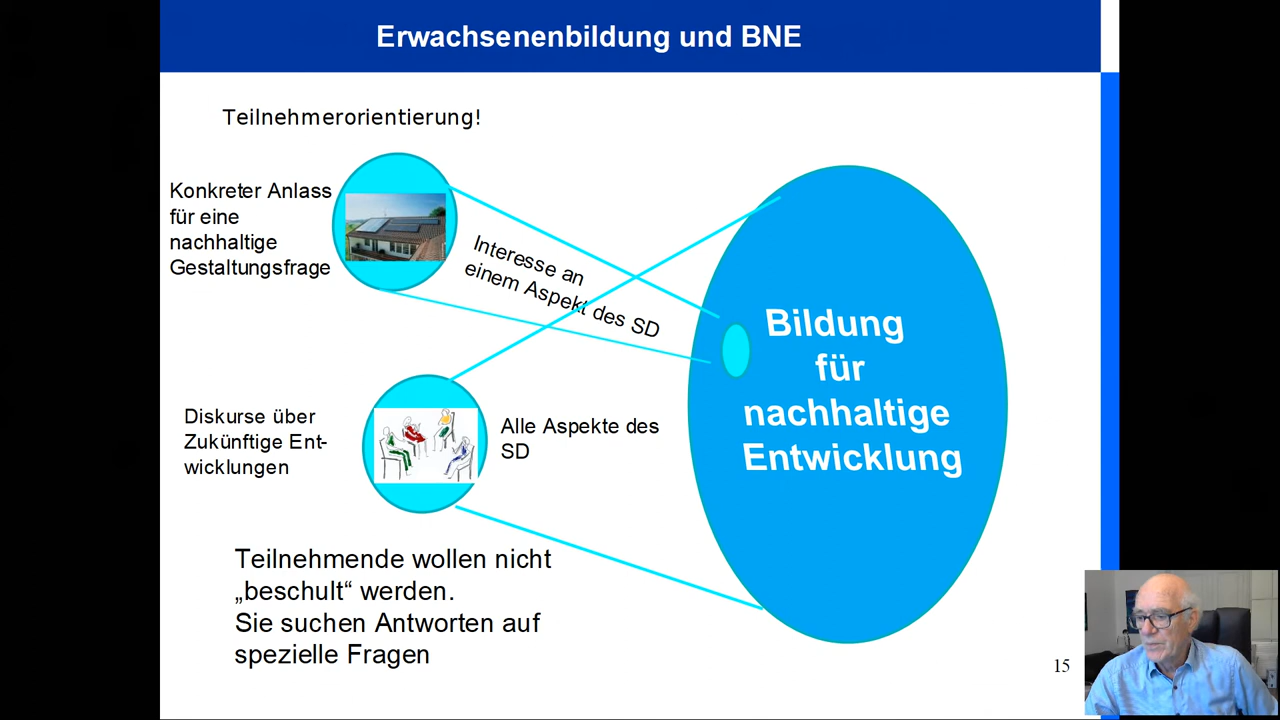 Erwachsenenbildung und BNE
Teilnehmerorientierung!
Konkreter Anlass
für eine
nachhaltige
Gestaltungsfrage
Interesse an
einem Aspekt des SD
Bildung
für
nachhaltige
Entwicklung
Diskurse über
Zukünftige Ent-
wicklungen
Alle Aspekte des
SD
Teilnehmende wollen nicht
„beschult“ werden.
Sie suchen Antworten auf
spezielle Fragen
15